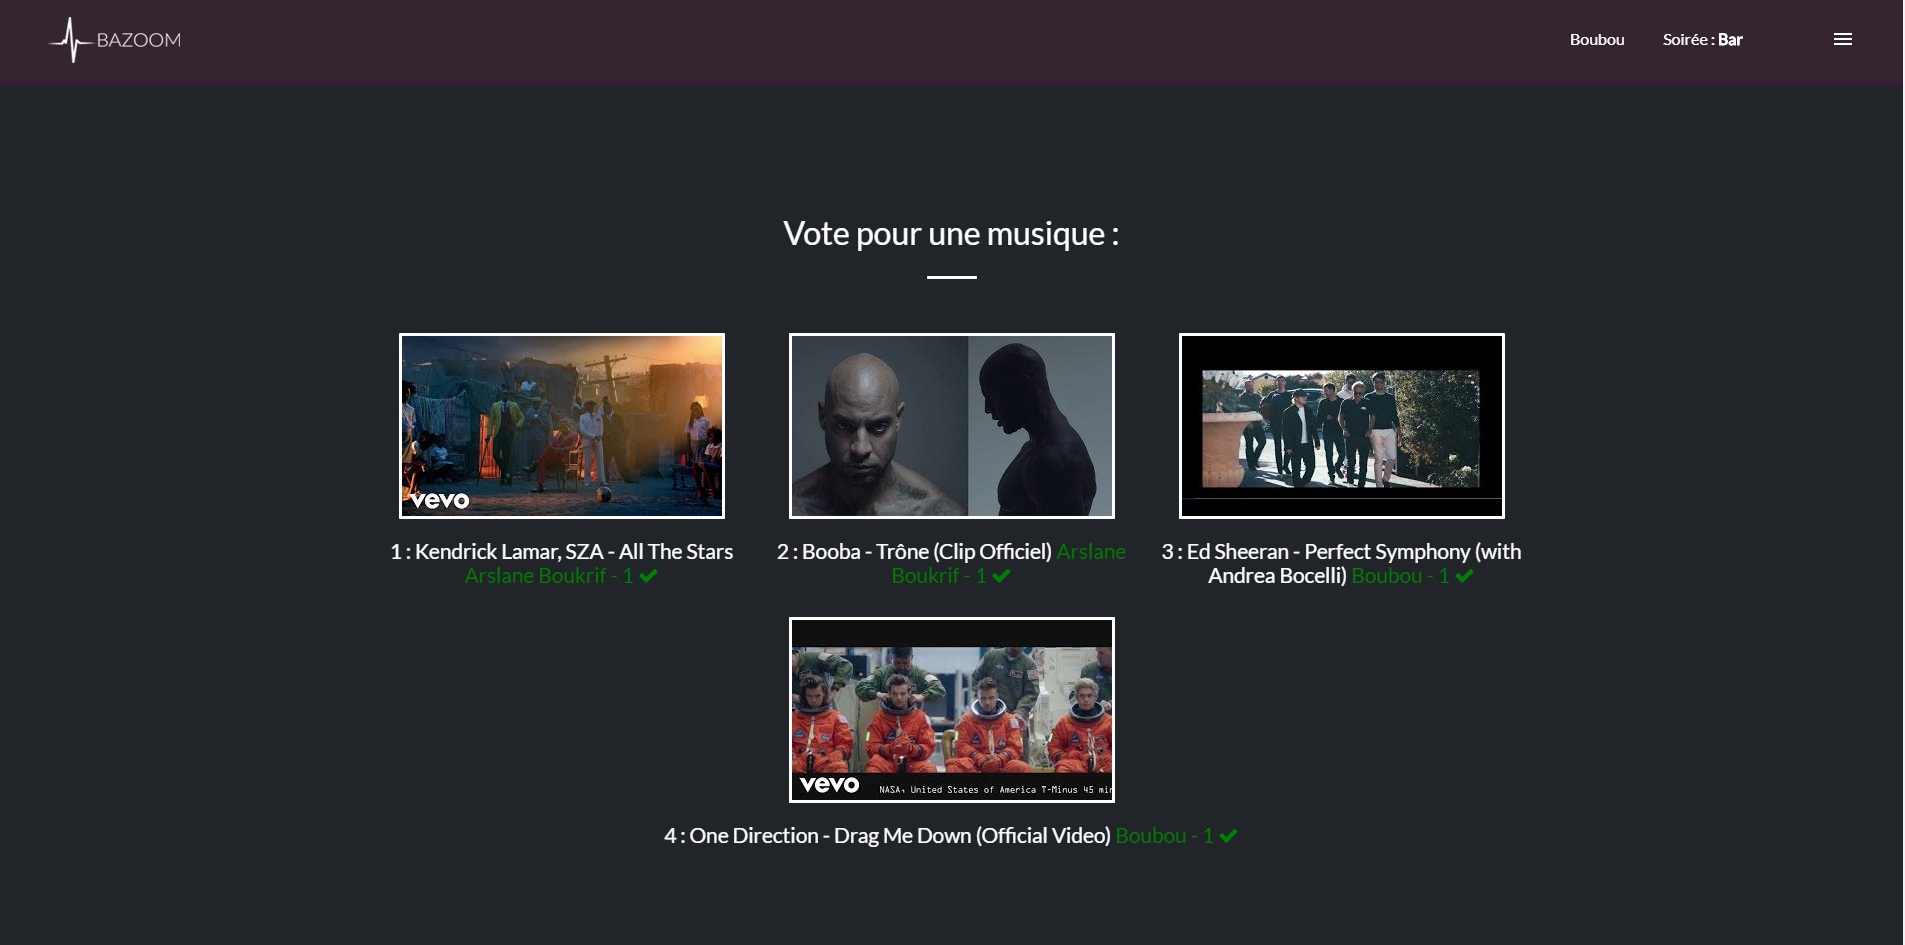 BAZOOM
Boubou Soirée : Bar
Vote pour une musique :
vevo
1 : Kendrick Lamar, SZA - All The Stars
Arslane Boukrif - 1 ✔
2 : Booba - Trône (Clip Officiel) Arslane
Boukrif - 1 ✔
3 : Ed Sheeran - Perfect Symphony (with
Andrea Bocelli) Boubou - 1 ✔
vevo
NASA, United States of America T-Minus 45 min
4 : One Direction - Drag Me Down (Official Video) Boubou - 1 ✔